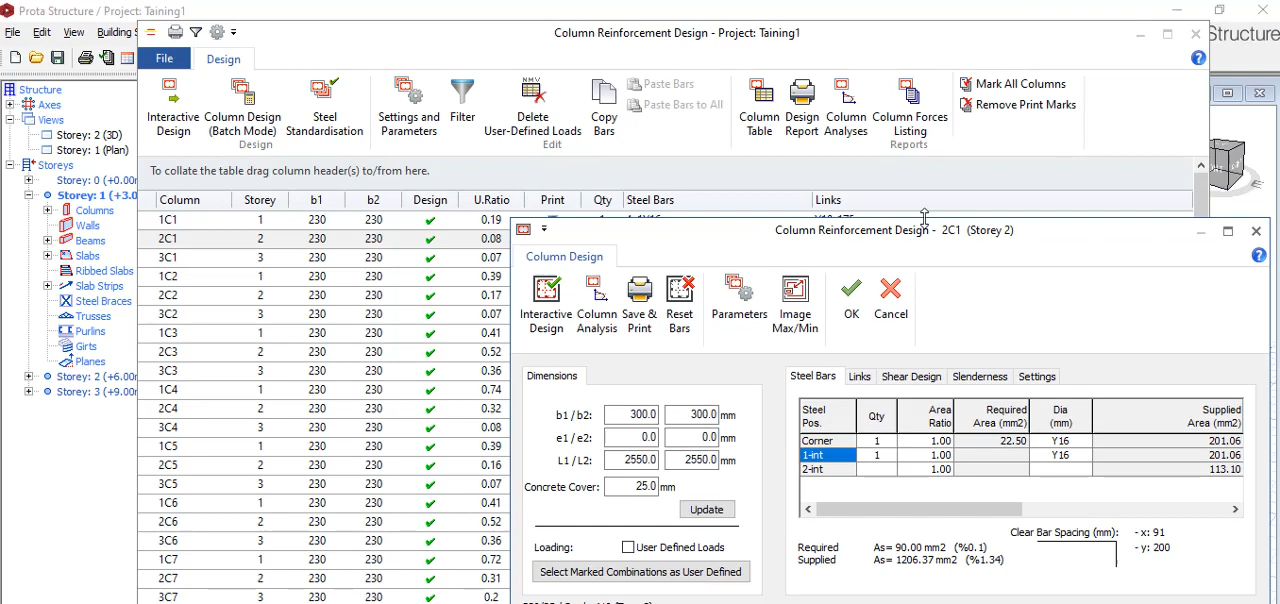 Prota Structure / Project: Taining1
File Edit View Building
Column Reinforcement Design - Project: Taining1
Structure
File Design
Interactive Design
Column Design (Batch Mode)
Steel Standardisation
Design
Settings and Parameters
Filter
Delete User-Defined Loads
Copy Bars
Paste Bars
Paste Bars to All
Edit
Column Table
Design Report
Column Analyses
Column Forces Listing
Mark All Columns
Remove Print Marks
Reports
To collate the table drag column header(s) to/from here.
Structure
Axes
Views
Storey: 2 (3D)
Storey: 1 (Plan)
Storeys
Storey: 0 (+0.00
Storey: 1 (+3.0
Columns
Walls
Beams
Slabs
Ribbed Slabs
Slab Strips
Steel Braces
Trusses
Purlins
Girts
Planes
Storey: 2 (+6.00
Storey: 3 (+9.00
Column Storey b1 b2 Design U.Ratio Print Qty Steel Bars Links
1C1 1 230 230 0.19
2C1 2 230 230 0.08
3C1 3 230 230 0.07
1C2 1 230 230 0.39
2C2 2 230 230 0.17
3C2 3 230 230 0.07
1C3 1 230 230 0.41
2C3 2 230 230 0.52
3C3 3 230 230 0.36
1C4 1 230 230 0.74
2C4 2 230 230 0.32
3C4 3 230 230 0.08
1C5 1 230 230 0.39
2C5 2 230 230 0.16
3C5 3 230 230 0.07
1C6 1 230 230 0.41
2C6 2 230 230 0.52
3C6 3 230 230 0.36
1C7 1 230 230 0.72
2C7 2 230 230 0.31
3C7 3 230 230 0.2
Column Reinforcement Design - 2C1 (Storey 2)
Column Design
Interactive Design
Column Analysis
Save & Print
Reset Bars
Parameters
Image Max/Min
OK
Cancel
Dimensions
b1/b2: 300.0 300.0 mm
e1/e2: 0.0 0.0 mm
L1/L2: 2550.0 2550.0 mm
Concrete Cover: 25.0 mm
Update
Loading: User Defined Loads
Select Marked Combinations as User Defined
Steel Bars Links Shear Design Slenderness Settings
Steel Pos. Qty Area Ratio Required Area (mm2) Dia (mm) Supplied Area (mm2)
Corner 1 1.00 22.50 Y16 201.06
1-int 1 1.00 Y16 201.06
2-int 1.00 113.10
Clear Bar Spacing (mm): - x: 91
- y: 200
Required As= 90.00 mm2 (%0.1)
Supplied As= 1206.37 mm2 (%1.34)